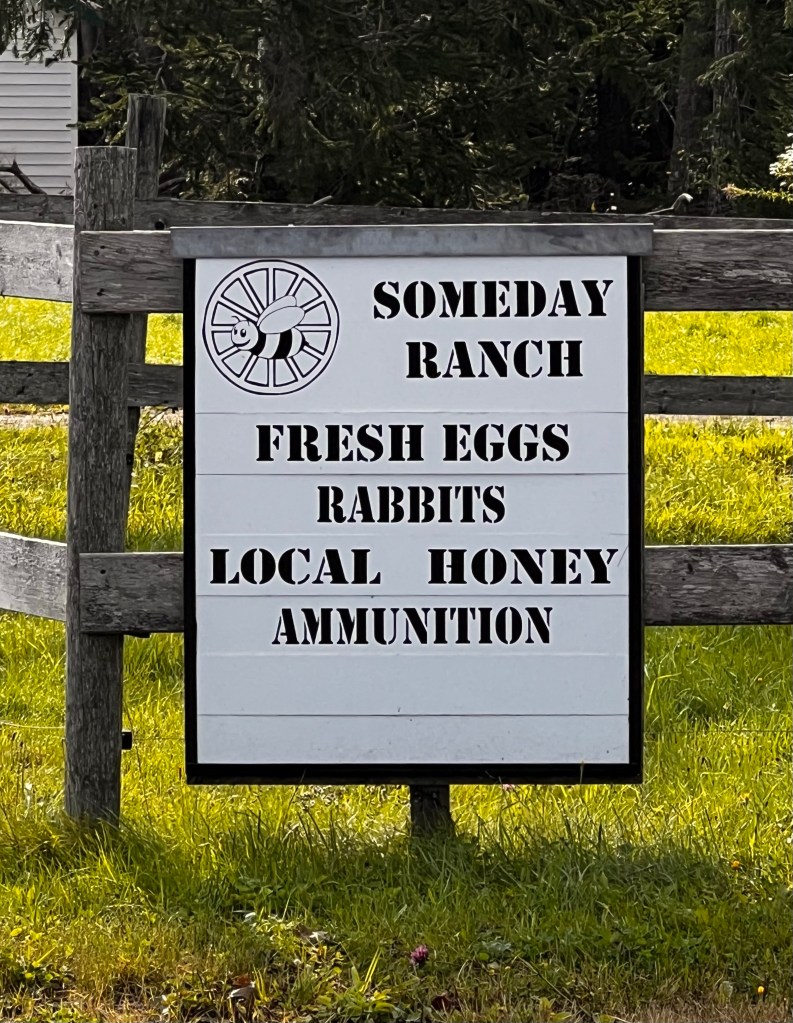 SOMEDAY
RANCH
FRESH EGGS
RABBITS
LOCAL HONEY
AMMUNITION